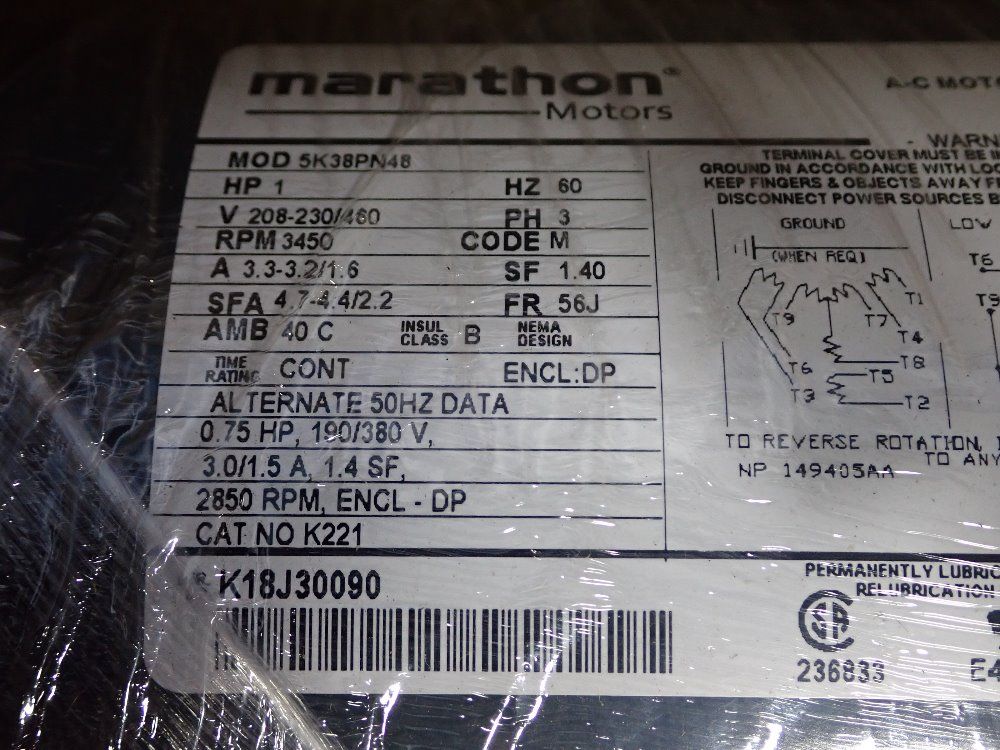 marathon®
Motors
MOD 5K38PN48
HP 1 HZ 60
V 208-230/460 PH 3
RPM 3450 CODE M
A 3.3-3.2/1.6 SF 1.40
SFA 4.7-4.4/2.2 FR 56J
AMB 40 C INSUL CLASS B NEMA DESIGN
TIME RATING CONT ENCL:DP
ALTERNATE 50HZ DATA
0.75 HP, 190/380 V,
3.0/1.5 A, 1.4 SF,
2850 RPM, ENCL - DP
CAT NO K221
K18J30090
A-C MOT
- WARN
TERMINAL COVER MUST BE
GROUND IN ACCORDANCE WITH LO
KEEP FINGERS & OBJECTS AWAY F
DISCONNECT POWER SOURCES B
GROUND
(WHEN REQ)
T1
T9
T7
T4
T6
T8
T5
T3
T2
LOW
T6
T9
TO REVERSE ROTATION,
TO ANY
NP 149405AA
PERMANENTLY LUBRIC
RELUBRICATION
236833
E4